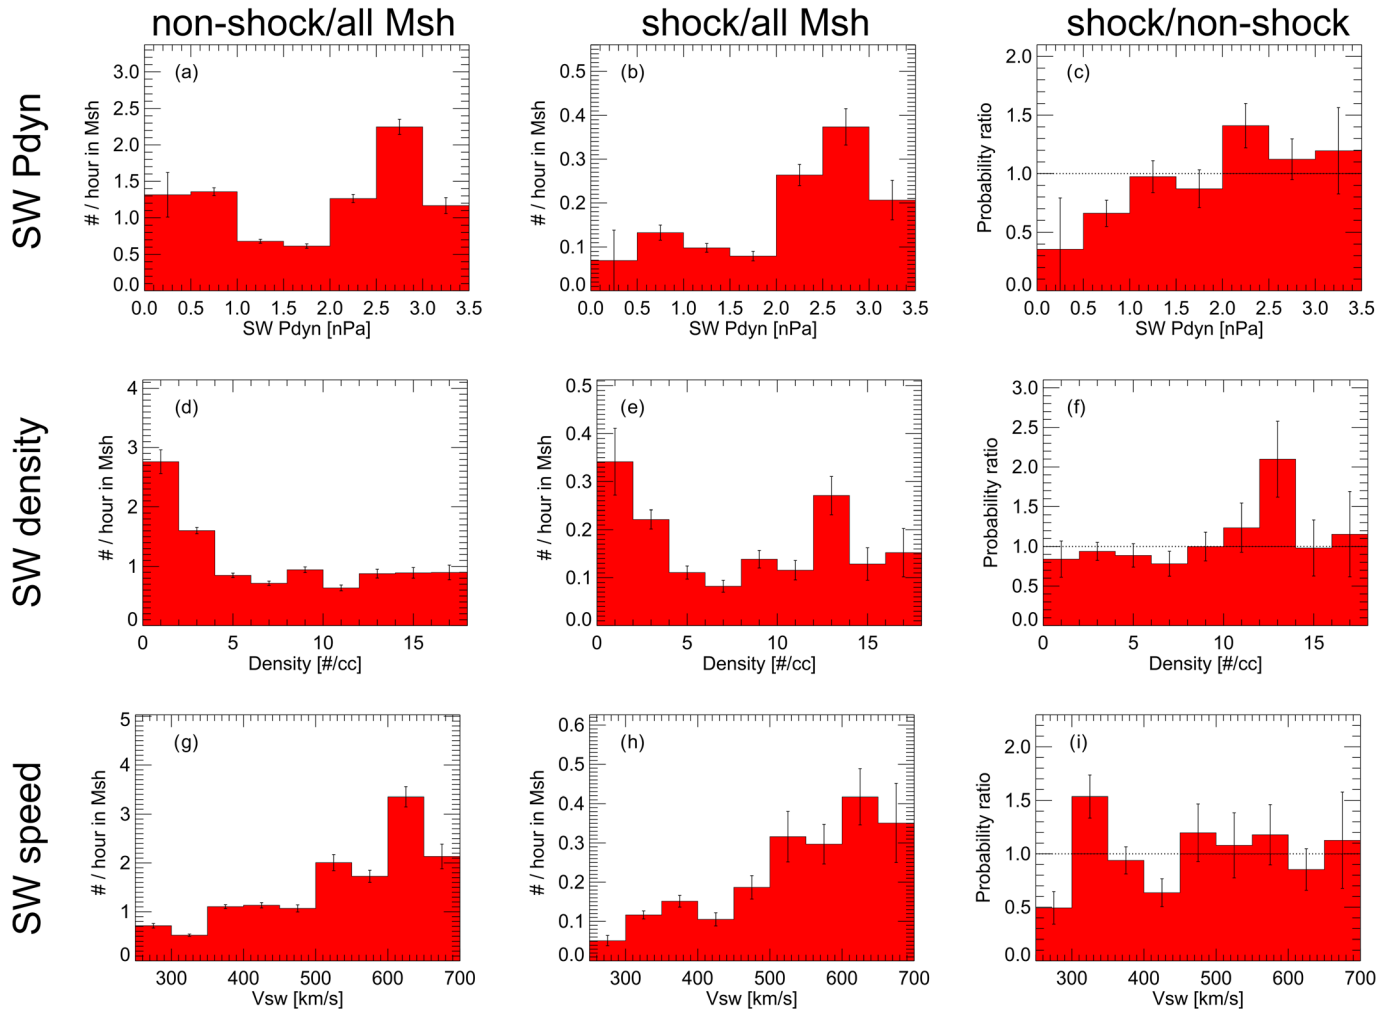 non-shock/all Msh
shock/all Msh
shock/non-shock
SW Pdyn
(a)
# / hour in Msh
3.0
2.5
2.0
1.5
1.0
0.5
0.0
0.0 0.5 1.0 1.5 2.0 2.5 3.0 3.5
SW Pdyn [nPa]
(b)
# / hour in Msh
0.5
0.4
0.3
0.2
0.1
0.0
0.0 0.5 1.0 1.5 2.0 2.5 3.0 3.5
SW Pdyn [nPa]
(c)
Probability ratio
2.0
1.5
1.0
0.5
0.0
0.0 0.5 1.0 1.5 2.0 2.5 3.0 3.5
SW Pdyn [nPa]
SW density
(d)
# / hour in Msh
4
3
2
1
0
0 5 10 15
Density [#/cc]
(e)
# / hour in Msh
0.5
0.4
0.3
0.2
0.1
0.0
0 5 10 15
Density [#/cc]
(f)
Probability ratio
3.0
2.5
2.0
1.5
1.0
0.5
0.0
0 5 10 15
Density [#/cc]
SW speed
(g)
# / hour in Msh
5
4
3
2
1
0
300 400 500 600 700
Vsw [km/s]
(h)
# / hour in Msh
0.6
0.5
0.4
0.3
0.2
0.1
0.0
300 400 500 600 700
Vsw [km/s]
(i)
Probability ratio
2.0
1.5
1.0
0.5
0.0
300 400 500 600 700
Vsw [km/s]